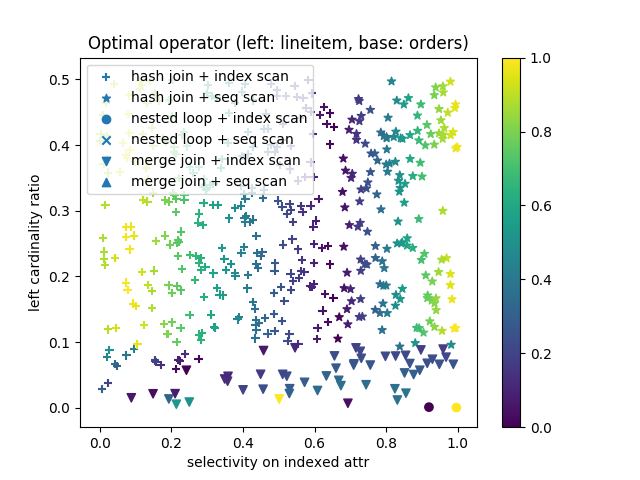 Optimal operator (left: lineitem, base: orders)
hash join + index scan
hash join + seq scan
nested loop + index scan
nested loop + seq scan
merge join + index scan
merge join + seq scan
left cardinality ratio
0.5
0.4
0.3
0.2
0.1
0.0
0.0 0.2 0.4 0.6 0.8 1.0
selectivity on indexed attr
1.0
0.8
0.6
0.4
0.2
0.0